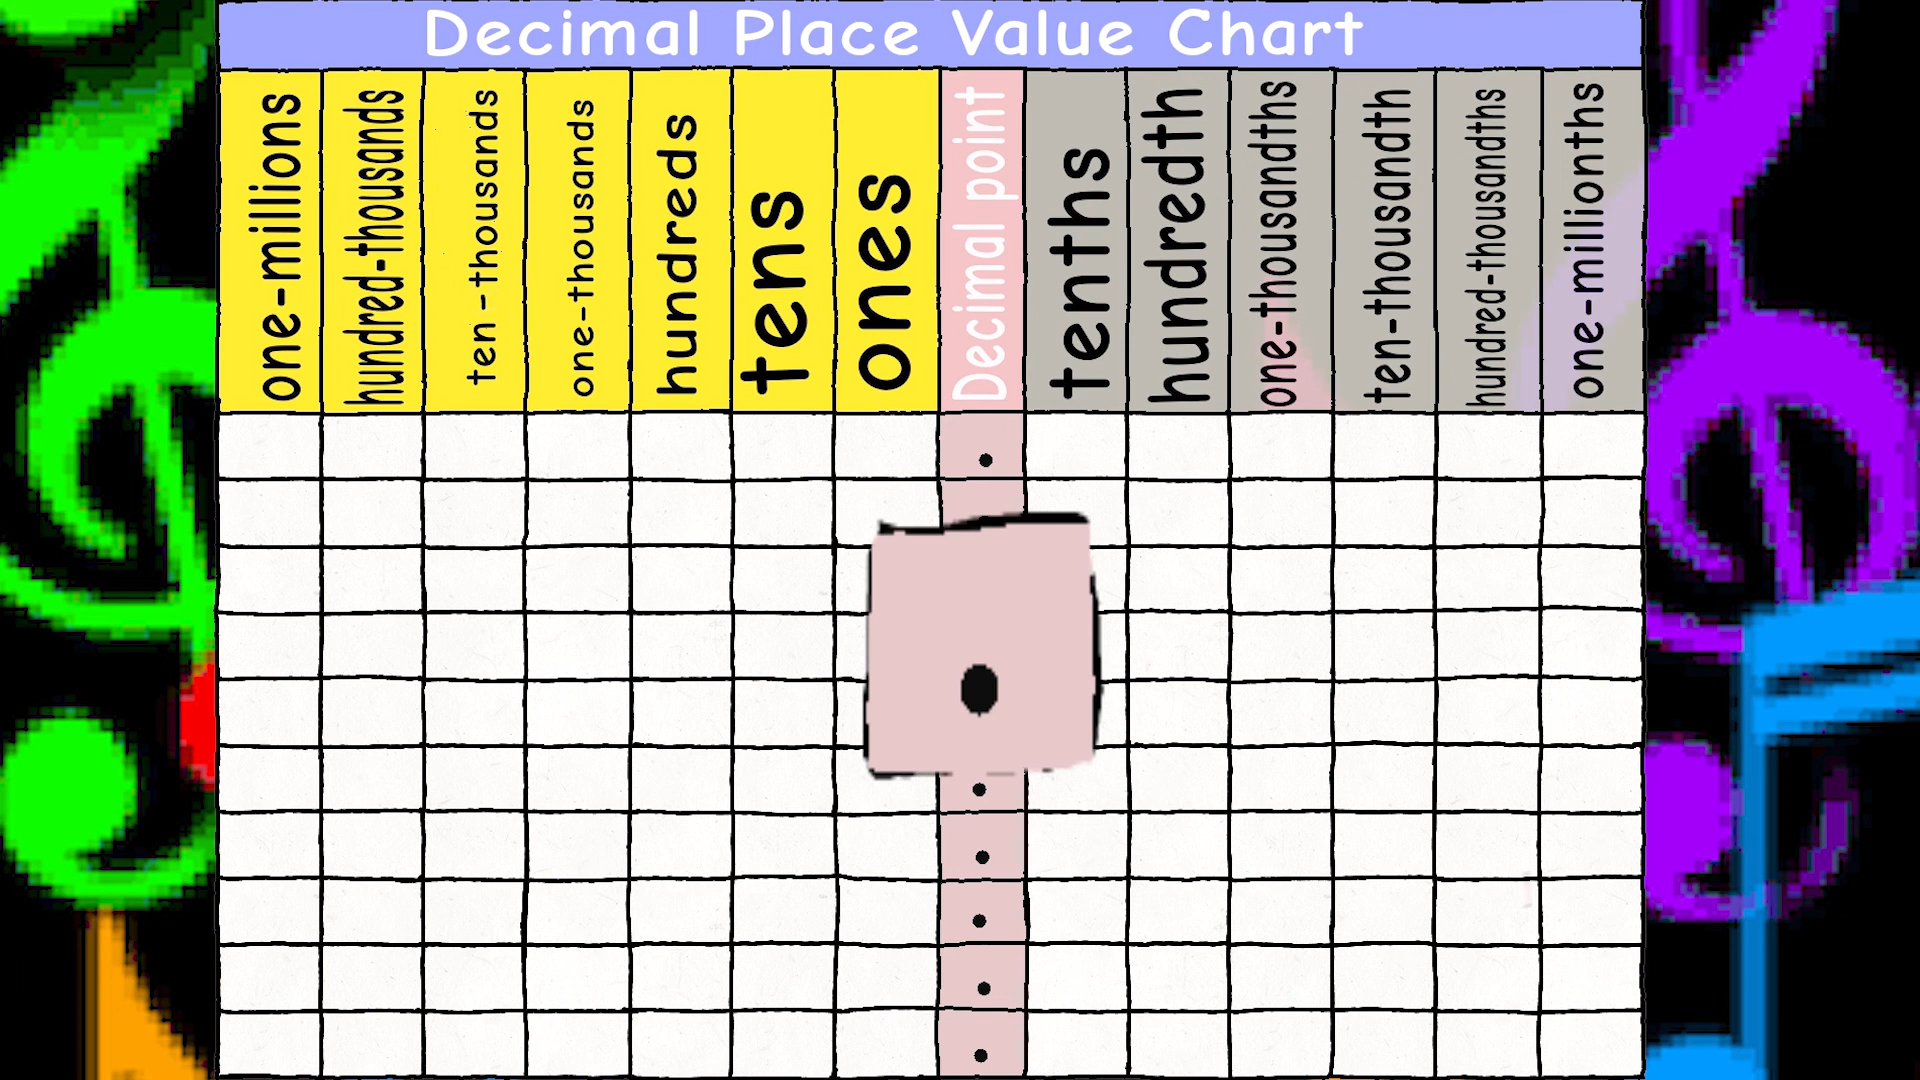 Decimal Place Value Chart
one-millions
hundred-thousands
ten-thousands
one-thousands
hundreds
tens
ones
Decimal point
tenths
hundredth
one-thousandths
ten-thousandth
hundred-thousandths
one-millionths